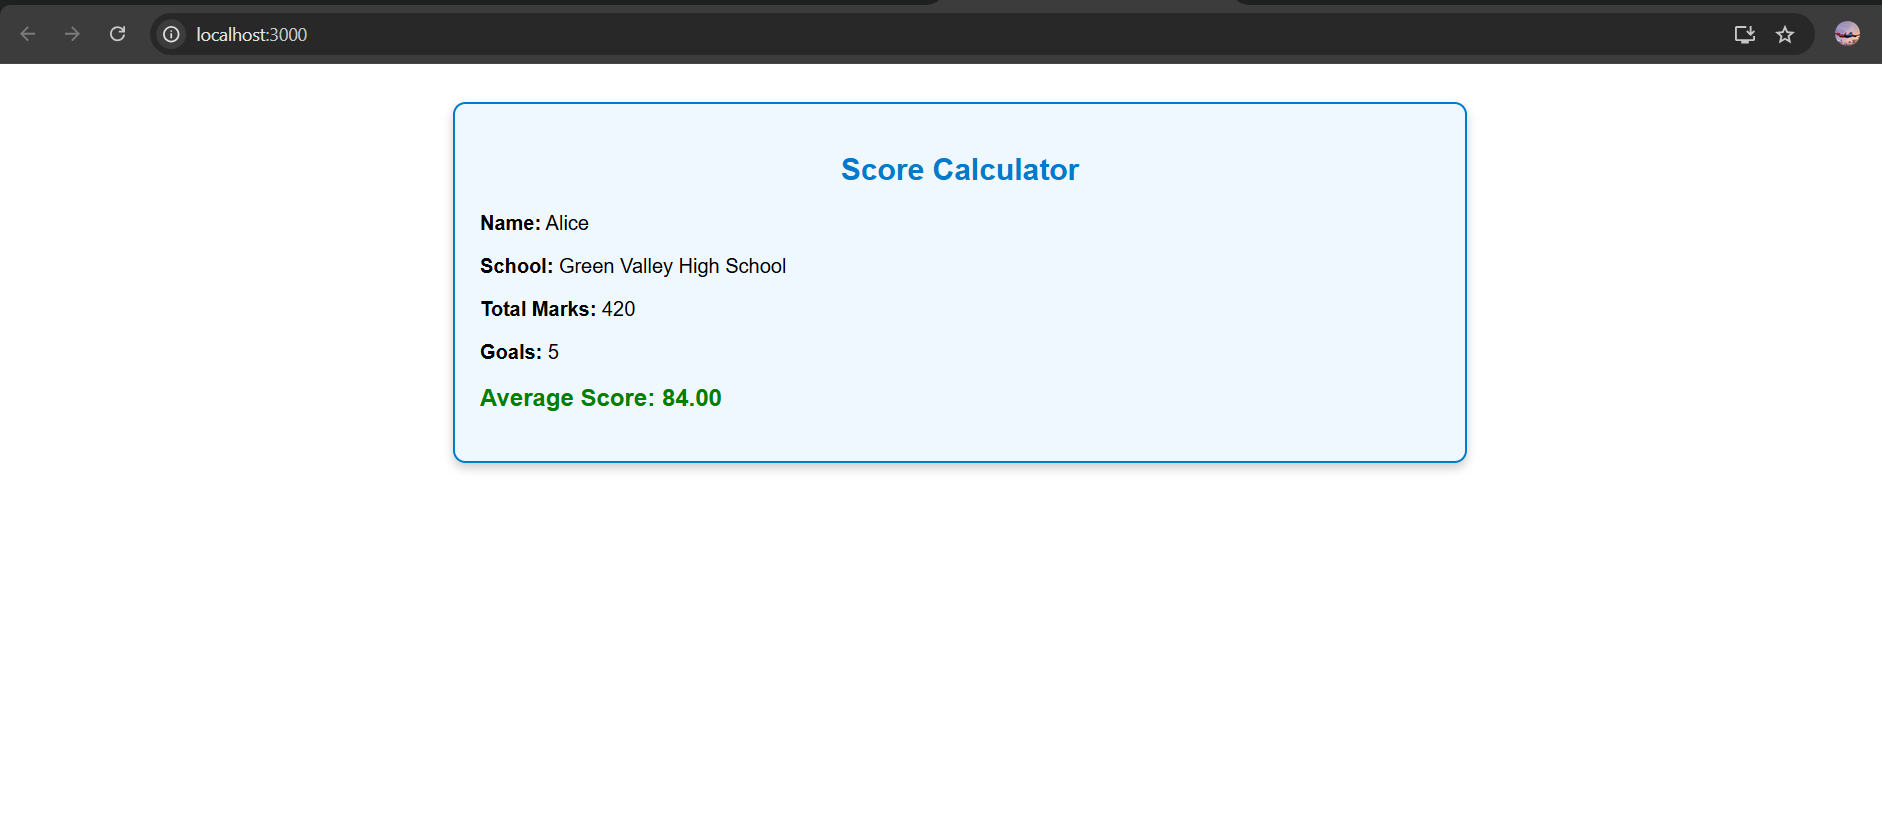 localhost:3000
Score Calculator
Name: Alice
School: Green Valley High School
Total Marks: 420
Goals: 5
Average Score: 84.00